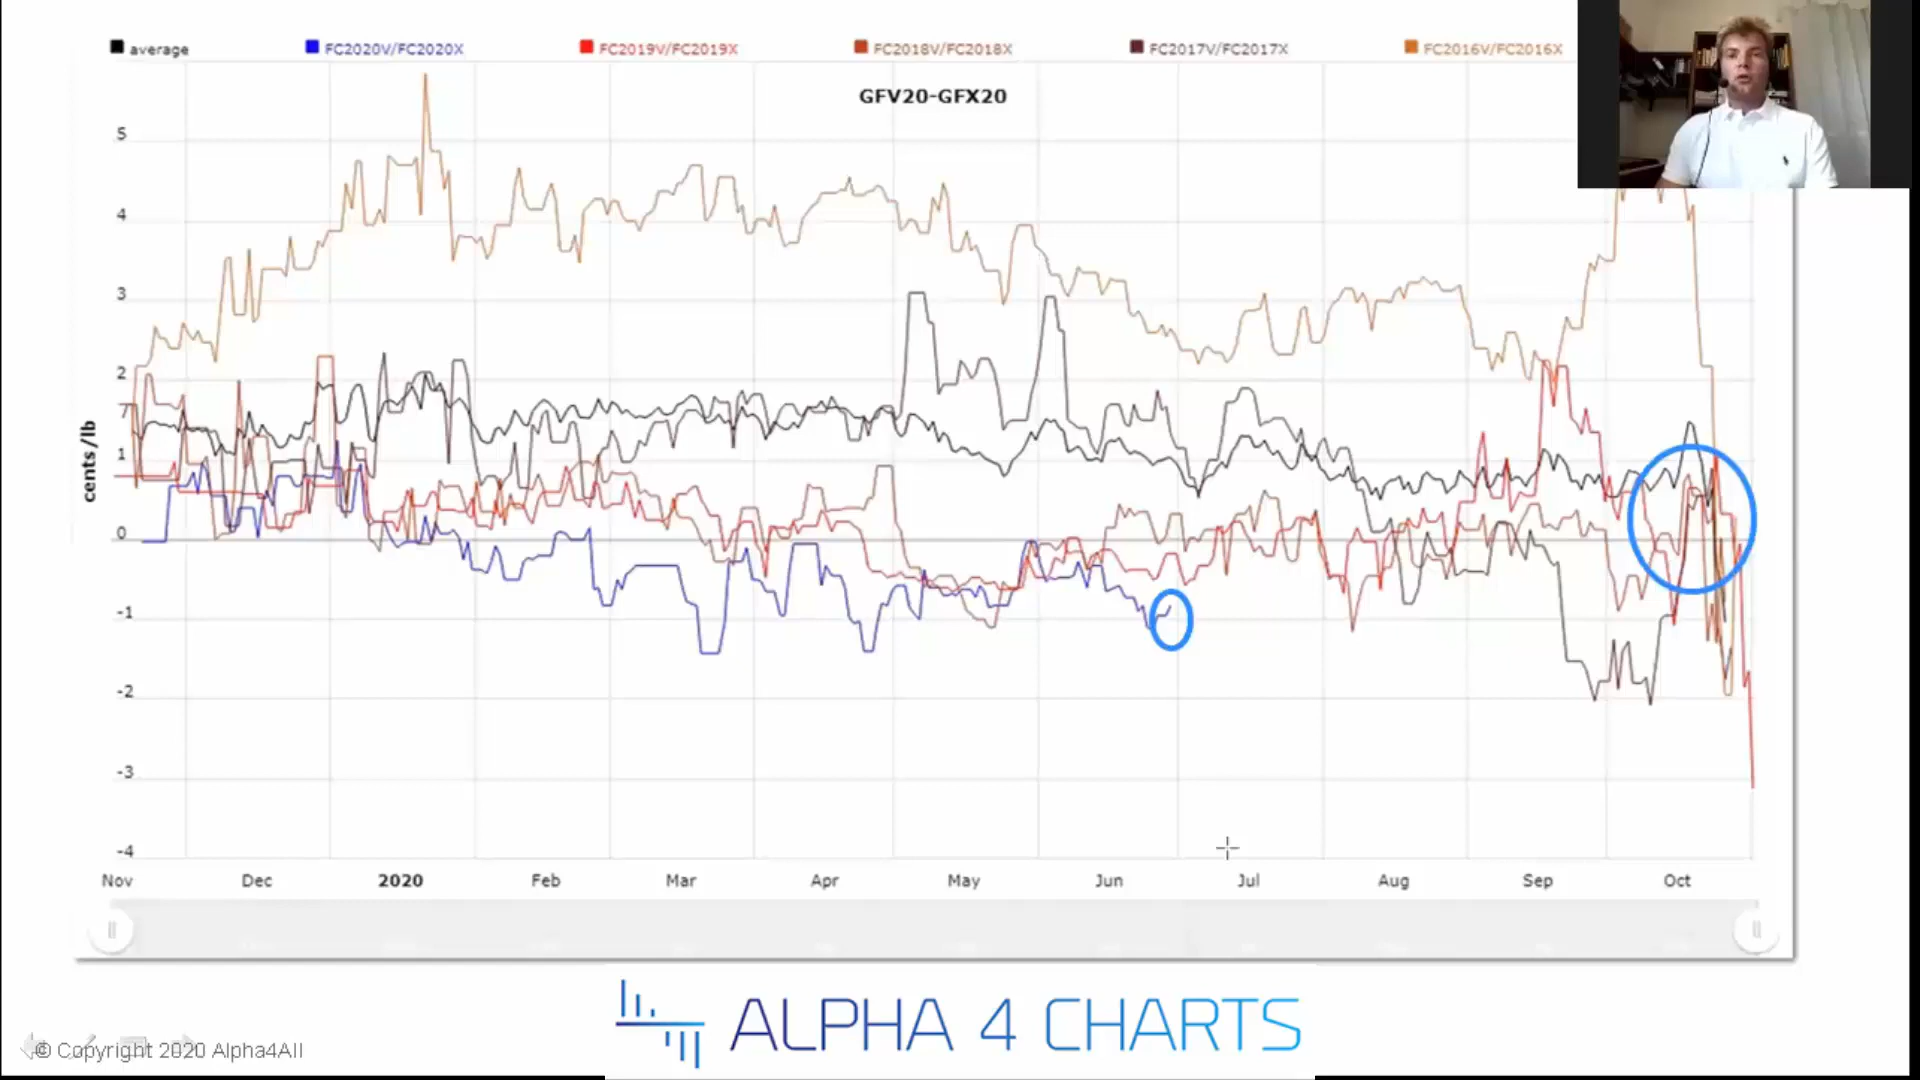 average FC2020V/FC2020X FC2019V/FC2019X FC2018V/FC2018X FC2017V/FC2017X FC2016V/FC2016X
GFV20-GFX20
5
4
3
2
1
0
-1
-2
-3
-4
cents/lb
Nov Dec 2020 Feb Mar Apr May Jun Jul Aug Sep Oct
ALPHA 4 CHARTS
© Copyright 2020 Alpha4All